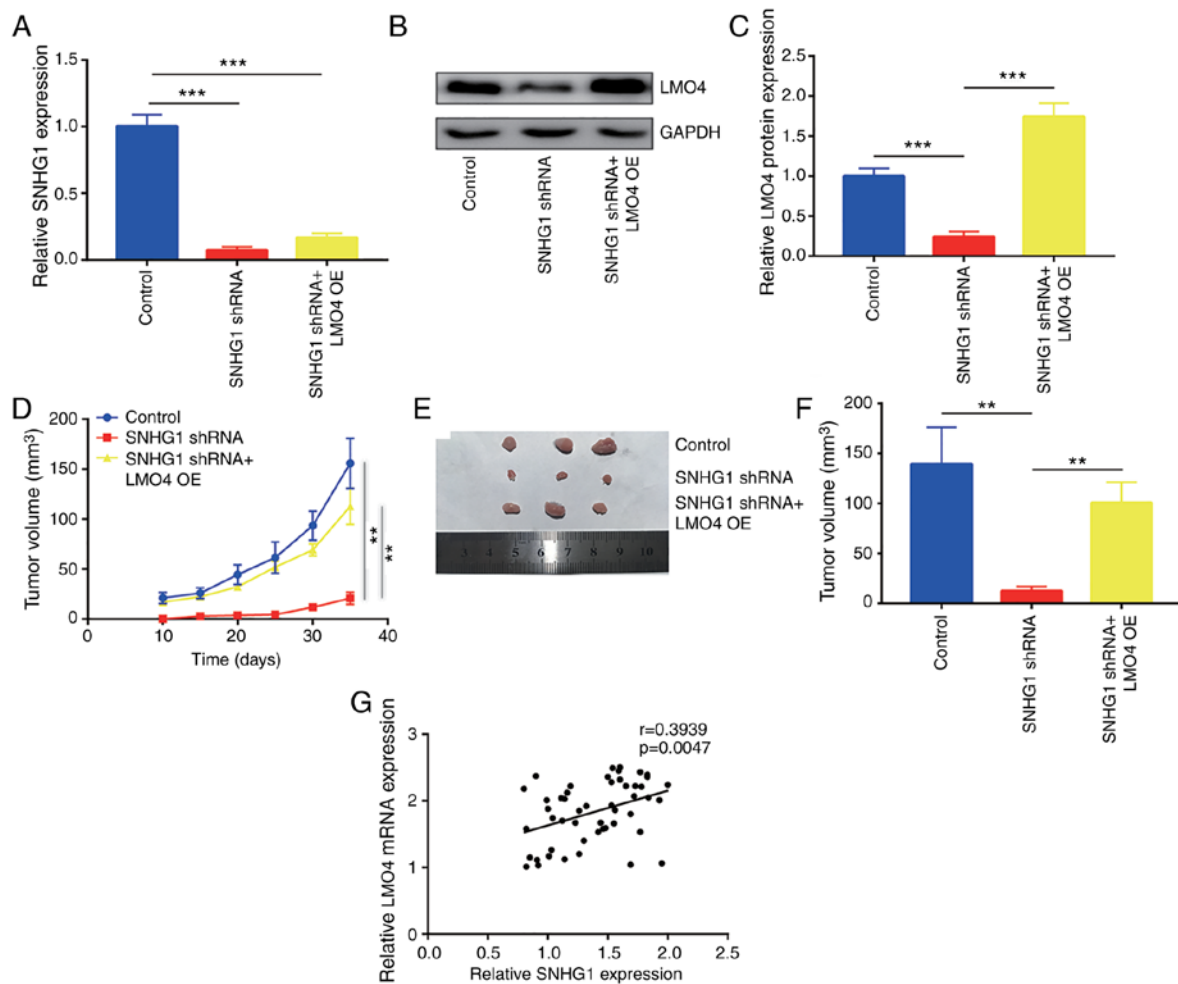 A
Relative SNHG1 expression
1.5
1.0
0.5
0.0
***
***
Control
SNHG1 shRNA
SNHG1 shRNA+
LMO4 OE
B
LMO4
GAPDH
Control
SNHG1 shRNA
SNHG1 shRNA+
LMO4 OE
C
Relative LMO4 protein expression
2.5
2.0
1.5
1.0
0.5
0.0
***
***
Control
SNHG1 shRNA
SNHG1 shRNA+
LMO4 OE
D
Control
SNHG1 shRNA
SNHG1 shRNA+
LMO4 OE
Tumor volume (mm³)
200
150
100
50
0
0
10
20
30
40
Time (days)
**
**
E
Control
SNHG1 shRNA
SNHG1 shRNA+
LMO4 OE
3 4 5 6 7 8 9 10
F
Tumor volume (mm³)
200
150
100
50
0
**
**
Control
SNHG1 shRNA
SNHG1 shRNA+
LMO4 OE
G
Relative LMO4 mRNA expression
3
2
1
0
r=0.3939
p=0.0047
0.0
0.5
1.0
1.5
2.0
2.5
Relative SNHG1 expression